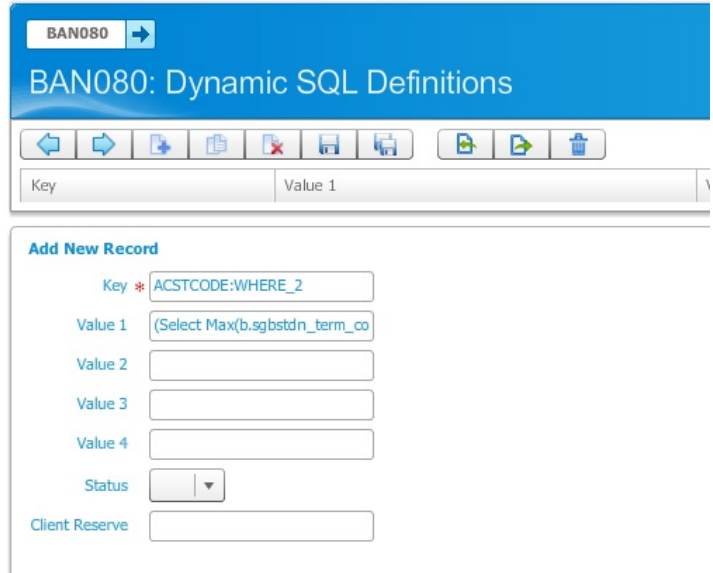 BAN080
BAN080: Dynamic SQL Definitions
Key Value 1 V
Add New Record
Key * ACSTCODE:WHERE_2
Value 1 (Select Max(b.sgbstdn_term_co
Value 2
Value 3
Value 4
Status
Client Reserve